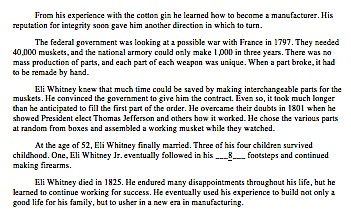 From his experience with the cotton gin he learned how to become a manufacturer. His
reputation for integrity soon gave him another direction in which to turn.
The federal government was looking at a possible war with France in 1797. They needed
40,000 muskets, and the national armory could only make 1,000 in three years. There was no
mass production of parts, and each part of each weapon was unique. When a part broke, it had
to be remade by hand.
Eli Whitney knew that much time could be saved by making interchangeable parts for the
muskets. He convinced the government to give him the contract. Even so, it took much longer
than he anticipated to fill the first part of the order. He overcame their doubts in 1801 when he
showed President elect Thomas Jefferson and others how it worked. He chose the various parts
at random from boxes and assembled a working musket while they watched.
At the age of 52, Eli Whitney finally married. Three of his four children survived
childhood. One, Eli Whitney Jr. eventually followed in his ___8___ footsteps and continued
making firearms.
Eli Whitney died in 1825. He endured many disappointments throughout his life, but he
learned to continue working for success. He eventually used his experience to build not only a
good life for his family, but to usher in a new era in manufacturing.